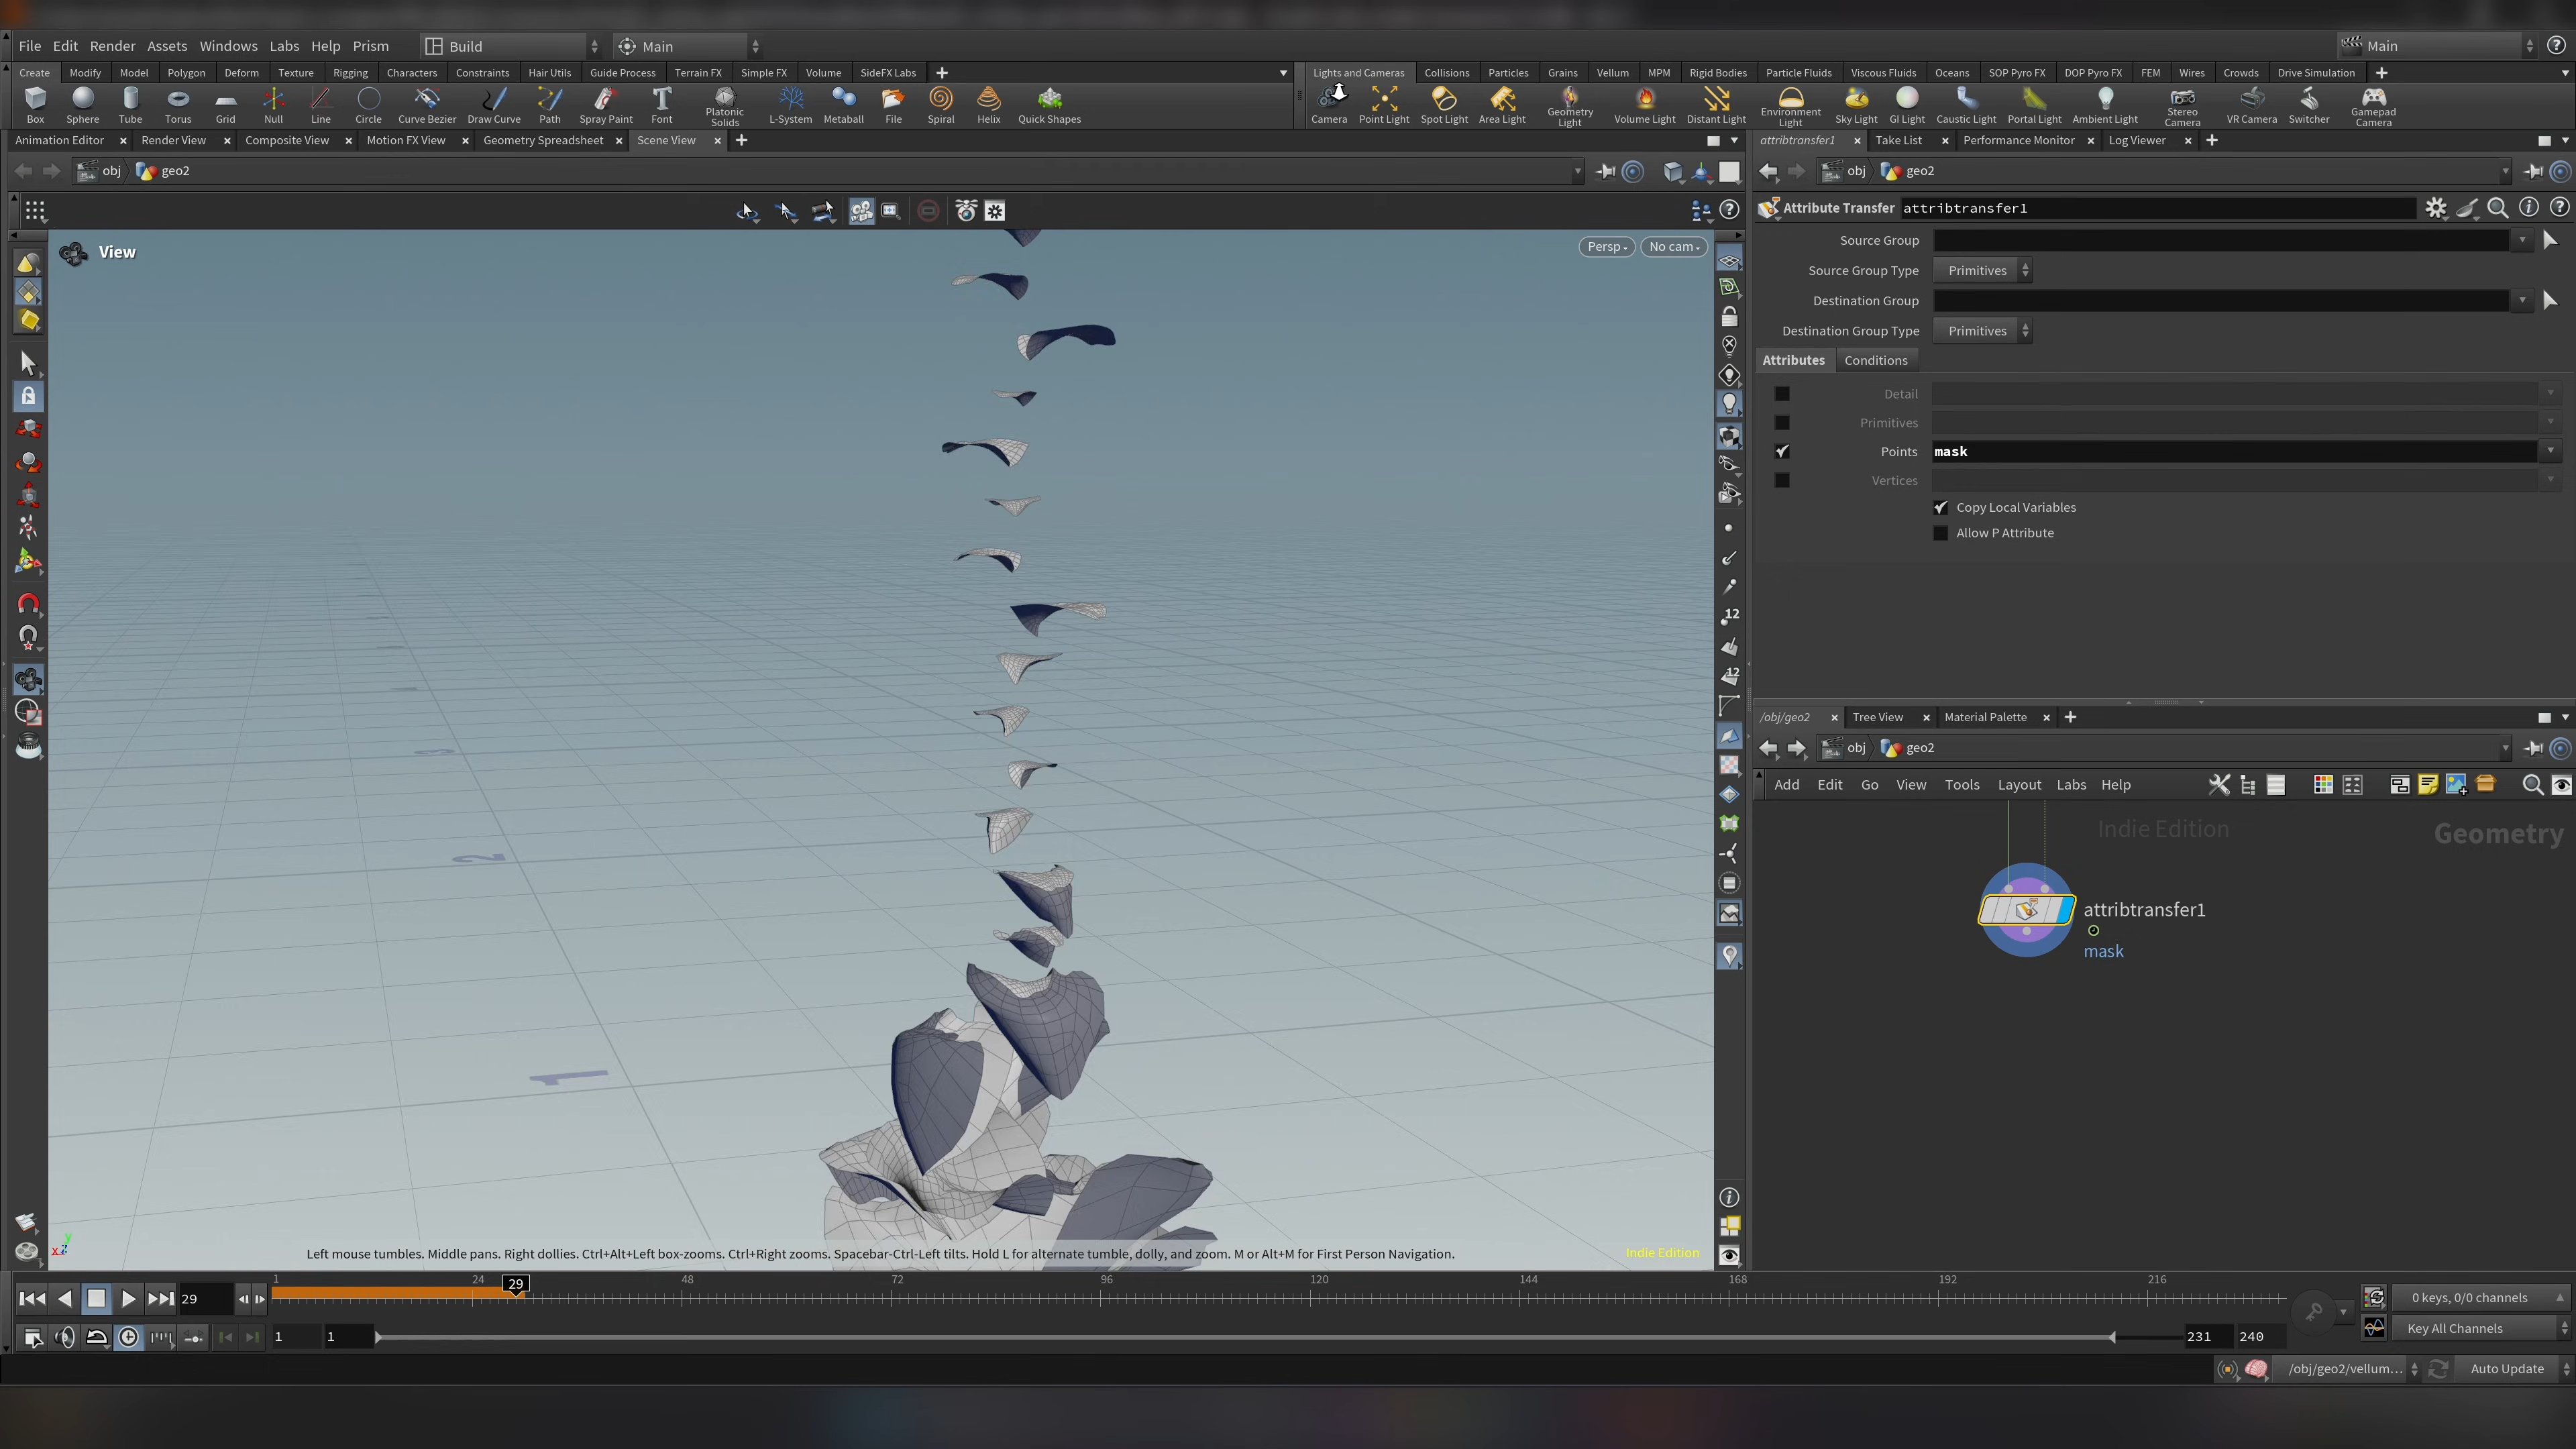 File Edit Render Assets Windows Labs Help Prism Build Main Main
Create Modify Model Polygon Deform Texture Rigging Characters Constraints Hair Utils Guide Process Terrain FX Simple FX Volume SideFX Labs
Lights and Cameras Collisions Particles Grains Vellum MPM Rigid Bodies Particle Fluids Viscous Fluids Oceans SOP Pyro FX DOP Pyro FX FEM Wires Crowds Drive Simulation
Box Sphere Tube Torus Grid Null Line Circle Curve Bezier Draw Curve Path Spray Paint Font Platonic Solids L-System Metaball File Spiral Helix Quick Shapes
Camera Point Light Spot Light Area Light Geometry Light Volume Light Distant Light Environment Light Sky Light GI Light Caustic Light Portal Light Ambient Light Stereo Camera VR Camera Switcher Gamepad Camera
Animation Editor Render View Composite View Motion FX View Geometry Spreadsheet Scene View
obj geo2
View
Persp No cam
3
2
1
12
12
Left mouse tumbles. Middle pans. Right dollies. Ctrl+Alt+Left box-zooms. Ctrl+Right zooms. Spacebar-Ctrl-Left tilts. Hold L for alternate tumble, dolly, and zoom. M or Alt+M for First Person Navigation.
Indie Edition
attribtransfer1 Take List Performance Monitor Log Viewer
obj geo2
Attribute Transfer attribtransfer1
Source Group
Source Group Type Primitives
Destination Group
Destination Group Type Primitives
Attributes Conditions
Detail
Primitives
Points mask
Vertices
Copy Local Variables
Allow P Attribute
/obj/geo2 Tree View Material Palette
obj geo2
Add Edit Go View Tools Layout Labs Help
Indie Edition Geometry
attribtransfer1
mask
1 24 29 48 72 96 120 144 168 192 216
29
0 keys, 0/0 channels
1 1 231 240
Key All Channels
/obj/geo2/vellum... Auto Update